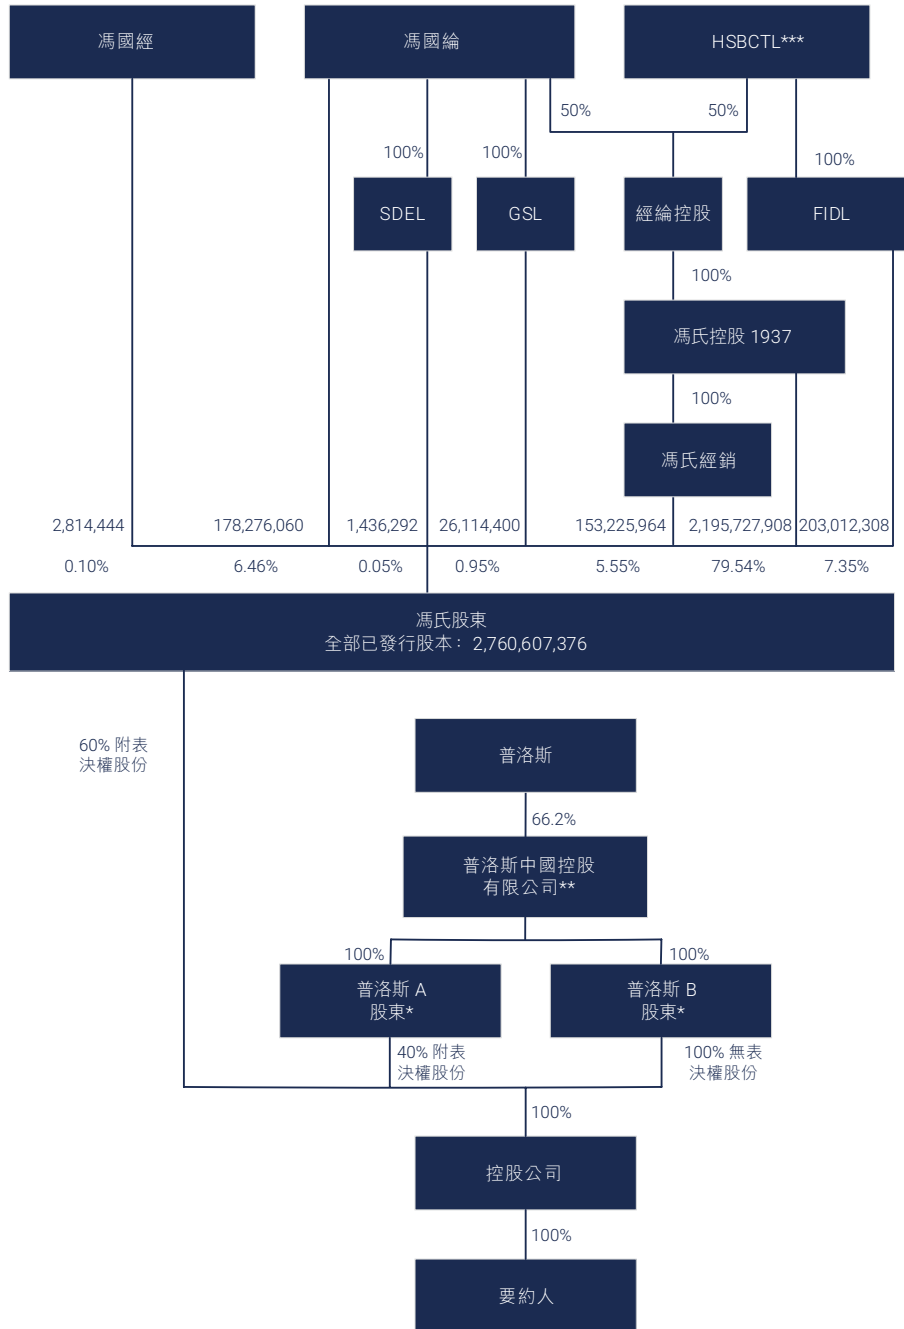 馮國經
馮國綸
HSBCTL***
50%
50%
100%
100%
100%
SDEL
GSL
經綸控股
FIDL
100%
馮氏控股 1937
100%
馮氏經銷
2,814,444
178,276,060
1,436,292
26,114,400
153,225,964
2,195,727,908
203,012,308
0.10%
6.46%
0.05%
0.95%
5.55%
79.54%
7.35%
馮氏股東
全部已發行股本：2,760,607,376
60% 附表
決權股份
普洛斯
66.2%
普洛斯中國控股
有限公司**
100%
100%
普洛斯 A
股東*
普洛斯 B
股東*
40% 附表
決權股份
100% 無表
決權股份
100%
控股公司
100%
要約人